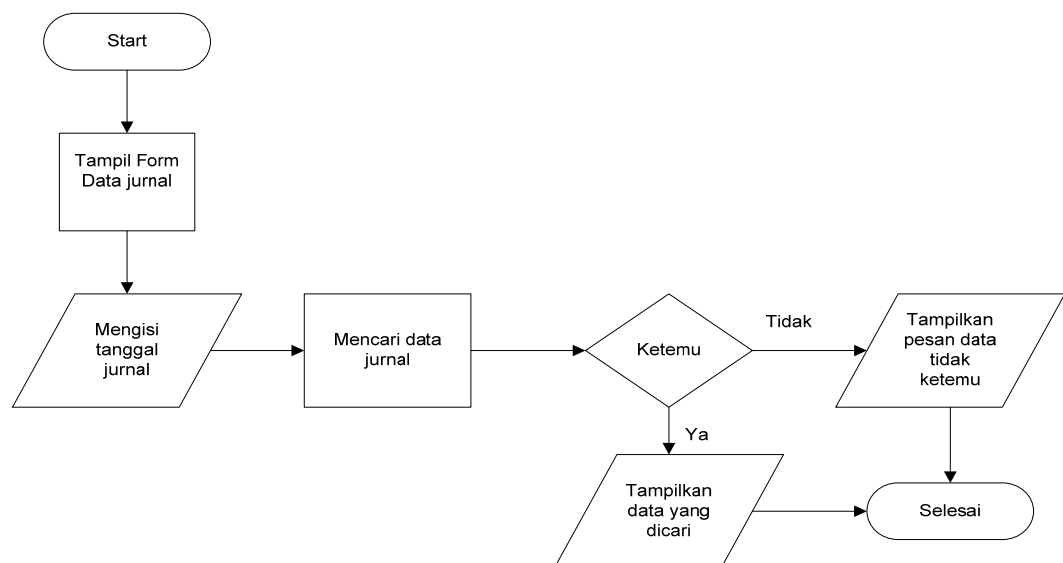 Start
Tampil Form
Data jurnal
Mengisi
tanggal
jurnal
Mencari data
jurnal
Ketemu
Tidak
Tampilkan
pesan data
tidak
ketemu
Ya
Tampilkan
data yang
dicari
Selesai